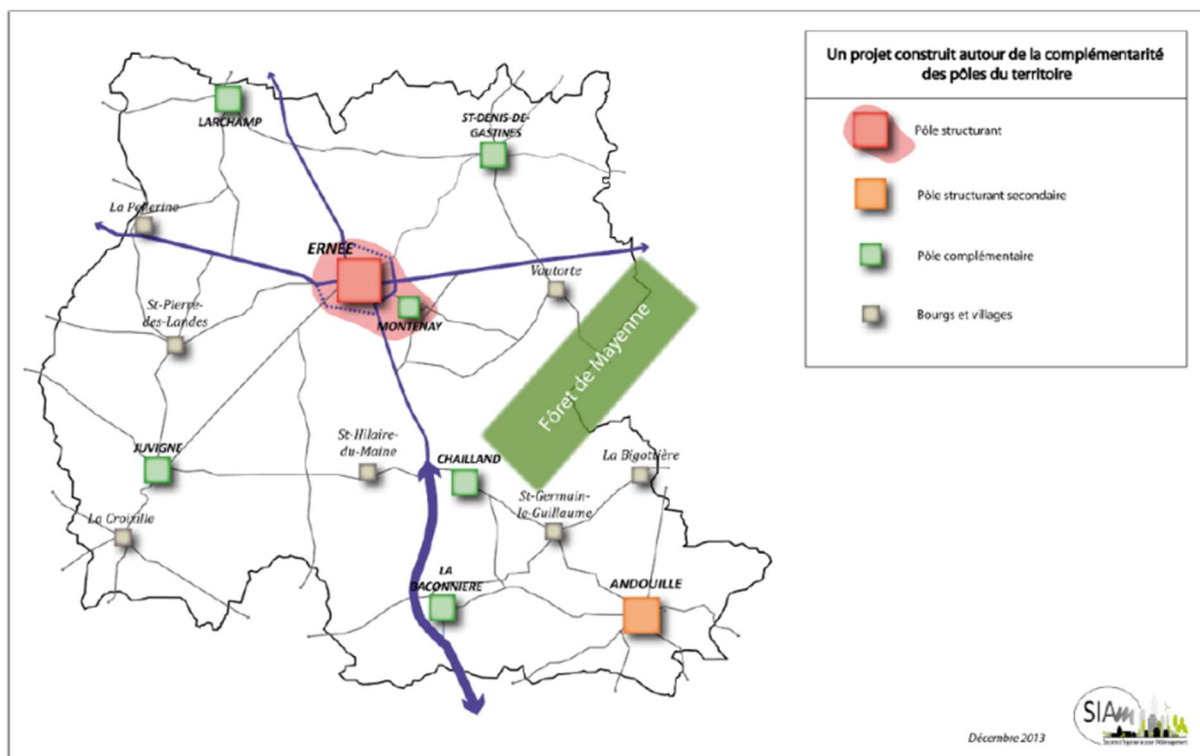 Un projet construit autour de la complémentarité
des pôles du territoire
Pôle structurant
Pôle structurant secondaire
Pôle complémentaire
Bourgs et villages
LARCHAMP
ST-DENIS-DE-
GASTINES
La Pellerine
ERNEE
Vautorte
St-Pierre-
des-Landes
MONTENAY
Fôret de Mayenne
JUVIGNE
St-Hilaire-
du-Maine
CHAILLAND
La Bigottière
St-Germain-
le-Guillaume
La Croixille
LA
BACONNIERE
ANDOUILLE
Décembre 2013
SIAm